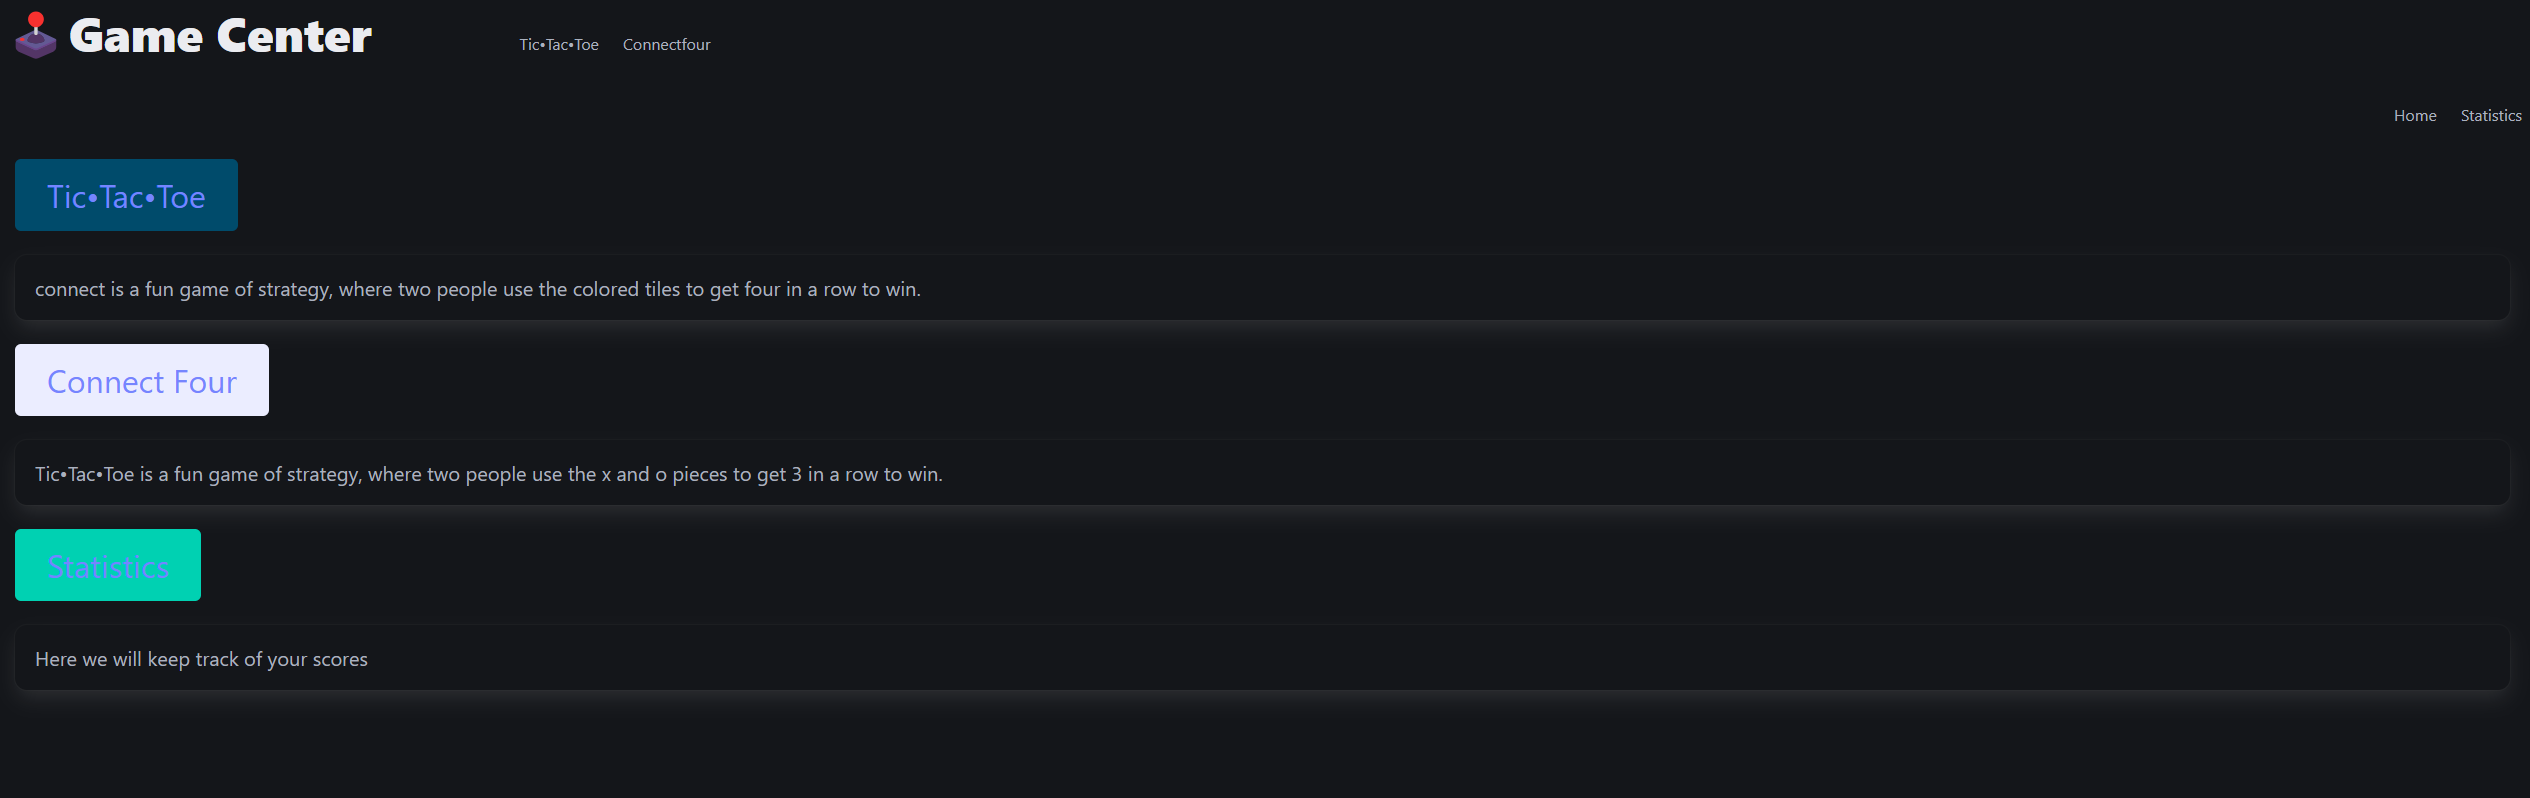 Game Center
Tic•Tac•Toe Connectfour
Home Statistics
Tic•Tac•Toe
connect is a fun game of strategy, where two people use the colored tiles to get four in a row to win.
Connect Four
Tic•Tac•Toe is a fun game of strategy, where two people use the x and o pieces to get 3 in a row to win.
Statistics
Here we will keep track of your scores